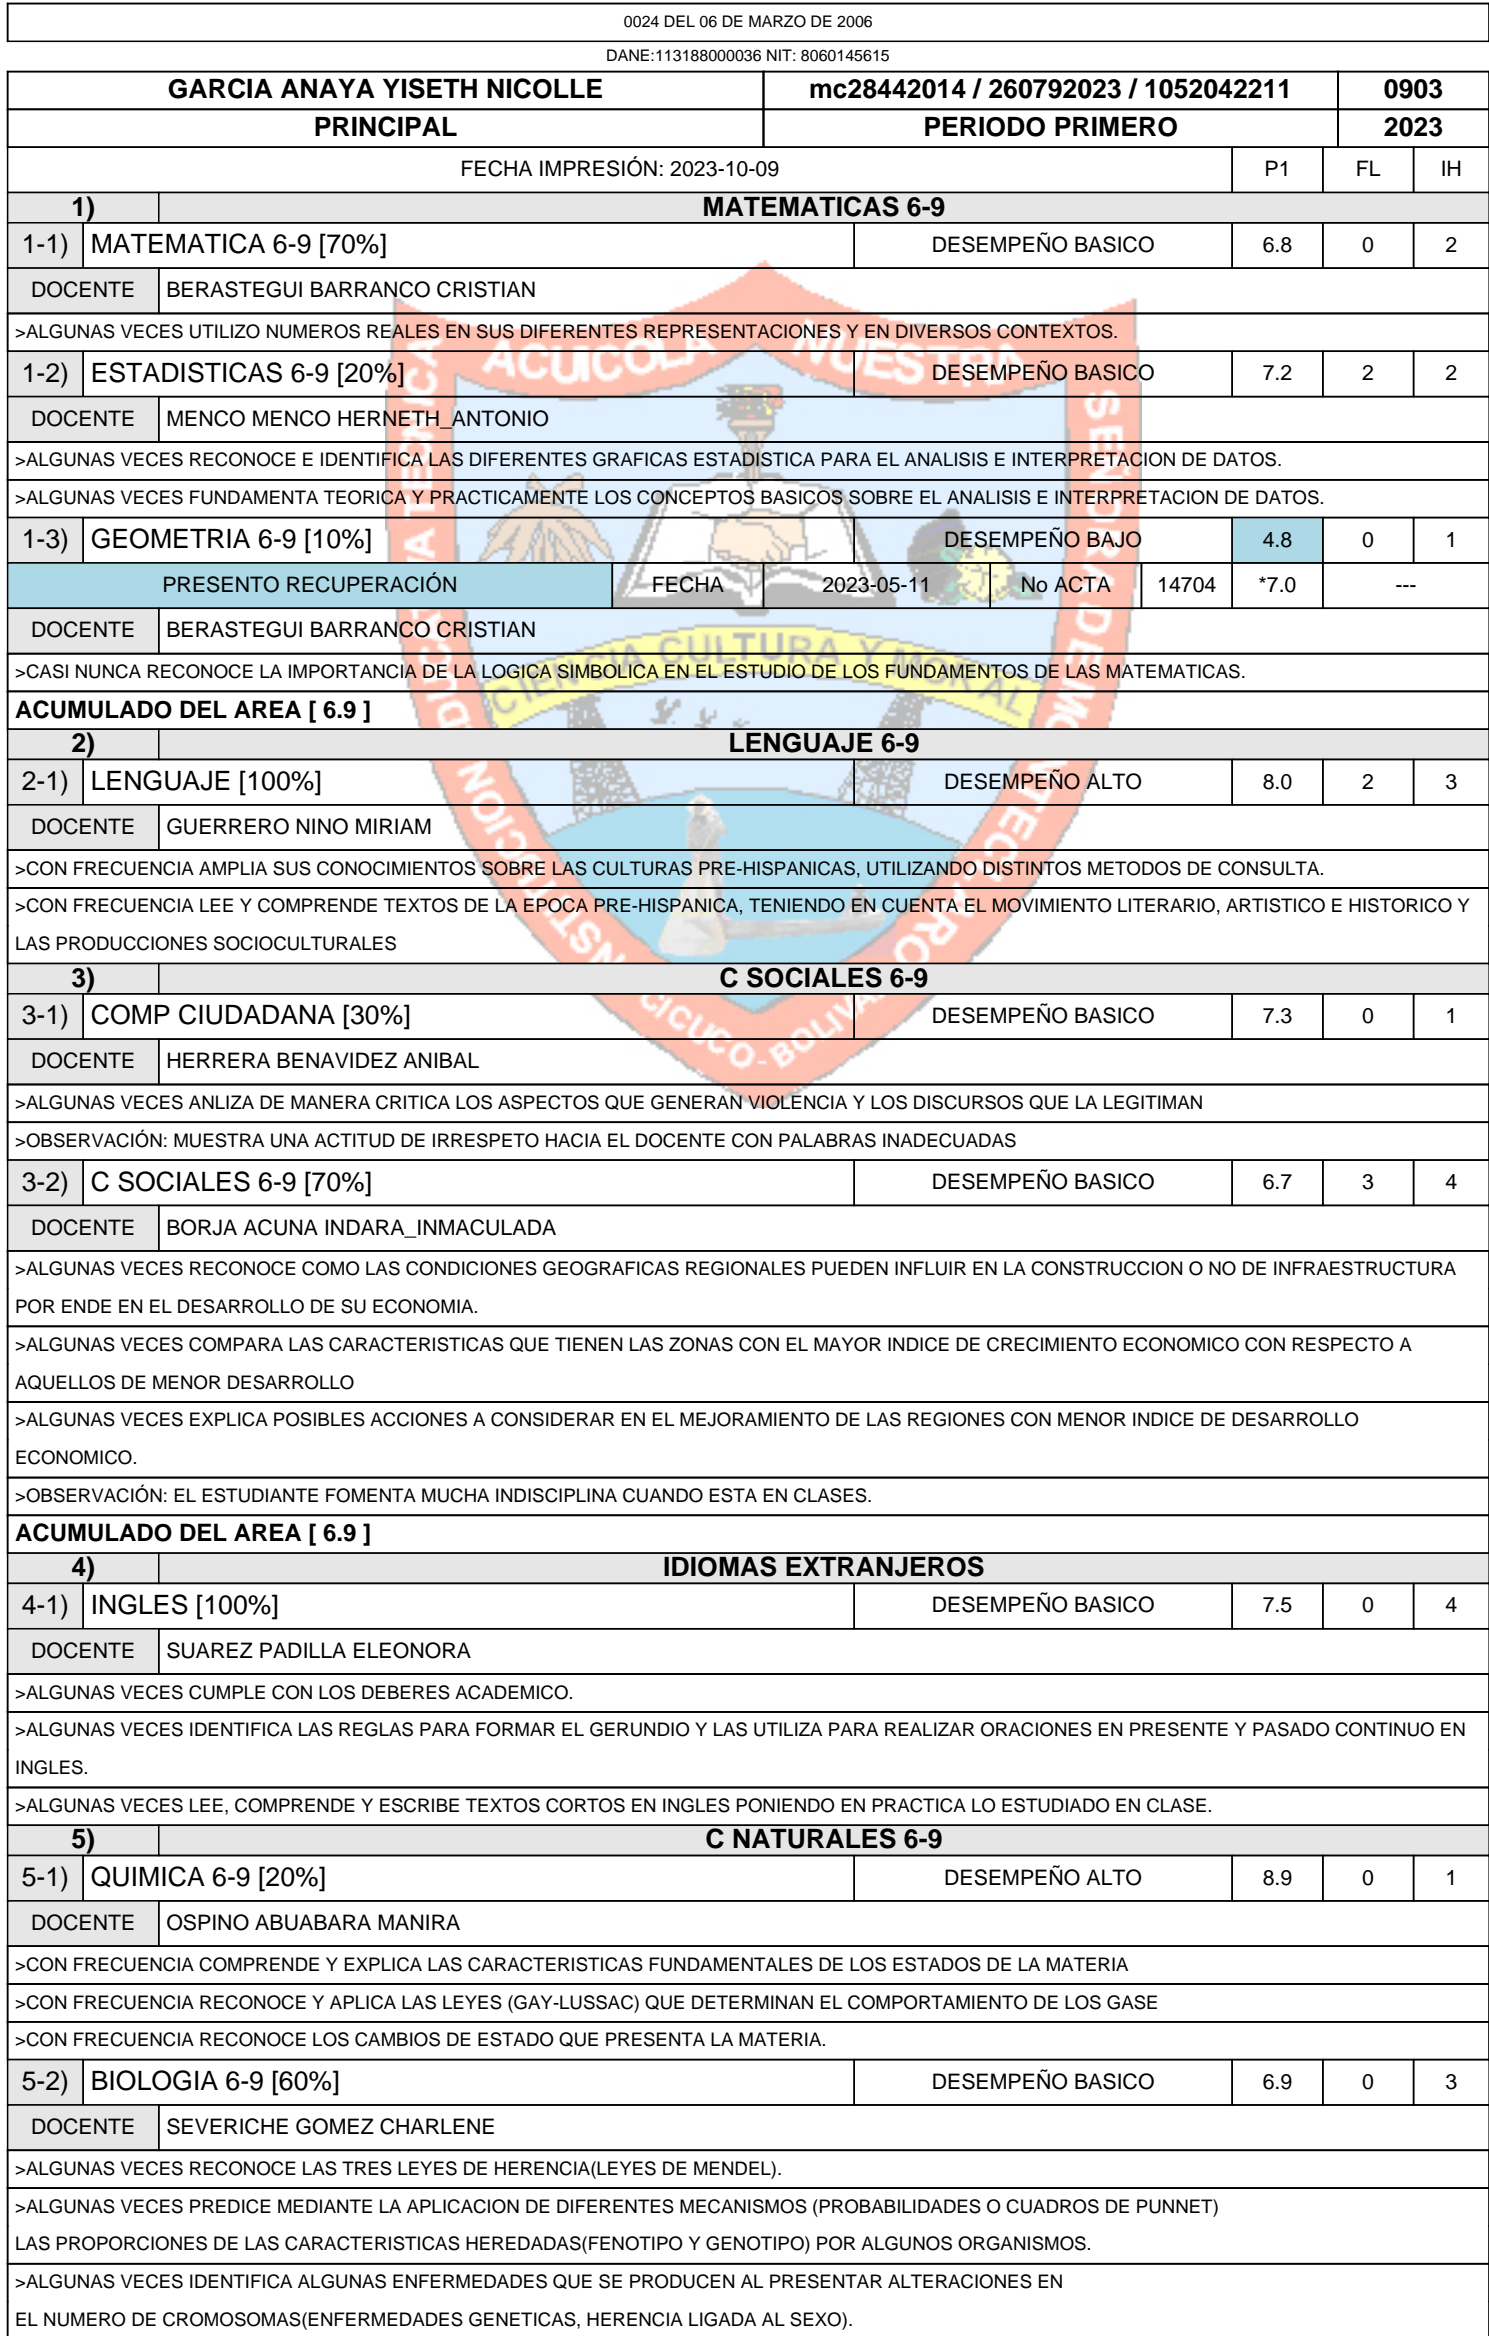 0024 DEL 06 DE MARZO DE 2006
DANE:113188000036 NIT: 8060145615
GARCIA ANAYA YISETH NICOLLE mc28442014 / 260792023 / 1052042211 0903
PRINCIPAL PERIODO PRIMERO 2023
FECHA IMPRESIÓN: 2023-10-09 P1 FL IH
1) MATEMATICAS 6-9
1-1) MATEMATICA 6-9 [70%] DESEMPEÑO BASICO 6.8 0 2
DOCENTE BERASTEGUI BARRANCO CRISTIAN
>ALGUNAS VECES UTILIZO NUMEROS REALES EN SUS DIFERENTES REPRESENTACIONES Y EN DIVERSOS CONTEXTOS.
1-2) ESTADISTICAS 6-9 [20%] DESEMPEÑO BASICO 7.2 2 2
DOCENTE MENCO MENCO HERNETH_ANTONIO
>ALGUNAS VECES RECONOCE E IDENTIFICA LAS DIFERENTES GRAFICAS ESTADISTICA PARA EL ANALISIS E INTERPRETACION DE DATOS.
>ALGUNAS VECES FUNDAMENTA TEORICA Y PRACTICAMENTE LOS CONCEPTOS BASICOS SOBRE EL ANALISIS E INTERPRETACION DE DATOS.
1-3) GEOMETRIA 6-9 [10%] DESEMPEÑO BAJO 4.8 0 1
PRESENTO RECUPERACIÓN FECHA 2023-05-11 No ACTA 14704 *7.0 ---
DOCENTE BERASTEGUI BARRANCO CRISTIAN
>CASI NUNCA RECONOCE LA IMPORTANCIA DE LA LOGICA SIMBOLICA EN EL ESTUDIO DE LOS FUNDAMENTOS DE LAS MATEMATICAS.
ACUMULADO DEL AREA [ 6.9 ]
2) LENGUAJE 6-9
2-1) LENGUAJE [100%] DESEMPEÑO ALTO 8.0 2 3
DOCENTE GUERRERO NINO MIRIAM
>CON FRECUENCIA AMPLIA SUS CONOCIMIENTOS SOBRE LAS CULTURAS PRE-HISPANICAS, UTILIZANDO DISTINTOS METODOS DE CONSULTA.
>CON FRECUENCIA LEE Y COMPRENDE TEXTOS DE LA EPOCA PRE-HISPANICA, TENIENDO EN CUENTA EL MOVIMIENTO LITERARIO, ARTISTICO E HISTORICO Y
LAS PRODUCCIONES SOCIOCULTURALES
3) C SOCIALES 6-9
3-1) COMP CIUDADANA [30%] DESEMPEÑO BASICO 7.3 0 1
DOCENTE HERRERA BENAVIDEZ ANIBAL
>ALGUNAS VECES ANLIZA DE MANERA CRITICA LOS ASPECTOS QUE GENERAN VIOLENCIA Y LOS DISCURSOS QUE LA LEGITIMAN
>OBSERVACIÓN: MUESTRA UNA ACTITUD DE IRRESPETO HACIA EL DOCENTE CON PALABRAS INADECUADAS
3-2) C SOCIALES 6-9 [70%] DESEMPEÑO BASICO 6.7 3 4
DOCENTE BORJA ACUNA INDARA_INMACULADA
>ALGUNAS VECES RECONOCE COMO LAS CONDICIONES GEOGRAFICAS REGIONALES PUEDEN INFLUIR EN LA CONSTRUCCION O NO DE INFRAESTRUCTURA
POR ENDE EN EL DESARROLLO DE SU ECONOMIA.
>ALGUNAS VECES COMPARA LAS CARACTERISTICAS QUE TIENEN LAS ZONAS CON EL MAYOR INDICE DE CRECIMIENTO ECONOMICO CON RESPECTO A
AQUELLOS DE MENOR DESARROLLO
>ALGUNAS VECES EXPLICA POSIBLES ACCIONES A CONSIDERAR EN EL MEJORAMIENTO DE LAS REGIONES CON MENOR INDICE DE DESARROLLO
ECONOMICO.
>OBSERVACIÓN: EL ESTUDIANTE FOMENTA MUCHA INDISCIPLINA CUANDO ESTA EN CLASES.
ACUMULADO DEL AREA [ 6.9 ]
4) IDIOMAS EXTRANJEROS
4-1) INGLES [100%] DESEMPEÑO BASICO 7.5 0 4
DOCENTE SUAREZ PADILLA ELEONORA
>ALGUNAS VECES CUMPLE CON LOS DEBERES ACADEMICO.
>ALGUNAS VECES IDENTIFICA LAS REGLAS PARA FORMAR EL GERUNDIO Y LAS UTILIZA PARA REALIZAR ORACIONES EN PRESENTE Y PASADO CONTINUO EN
INGLES.
>ALGUNAS VECES LEE, COMPRENDE Y ESCRIBE TEXTOS CORTOS EN INGLES PONIENDO EN PRACTICA LO ESTUDIADO EN CLASE.
5) C NATURALES 6-9
5-1) QUIMICA 6-9 [20%] DESEMPEÑO ALTO 8.9 0 1
DOCENTE OSPINO ABUABARA MANIRA
>CON FRECUENCIA COMPRENDE Y EXPLICA LAS CARACTERISTICAS FUNDAMENTALES DE LOS ESTADOS DE LA MATERIA
>CON FRECUENCIA RECONOCE Y APLICA LAS LEYES (GAY-LUSSAC) QUE DETERMINAN EL COMPORTAMIENTO DE LOS GASE
>CON FRECUENCIA RECONOCE LOS CAMBIOS DE ESTADO QUE PRESENTA LA MATERIA.
5-2) BIOLOGIA 6-9 [60%] DESEMPEÑO BASICO 6.9 0 3
DOCENTE SEVERICHE GOMEZ CHARLENE
>ALGUNAS VECES RECONOCE LAS TRES LEYES DE HERENCIA(LEYES DE MENDEL).
>ALGUNAS VECES PREDICE MEDIANTE LA APLICACION DE DIFERENTES MECANISMOS (PROBABILIDADES O CUADROS DE PUNNET)
LAS PROPORCIONES DE LAS CARACTERISTICAS HEREDADAS(FENOTIPO Y GENOTIPO) POR ALGUNOS ORGANISMOS.
>ALGUNAS VECES IDENTIFICA ALGUNAS ENFERMEDADES QUE SE PRODUCEN AL PRESENTAR ALTERACIONES EN
EL NUMERO DE CROMOSOMAS(ENFERMEDADES GENETICAS, HERENCIA LIGADA AL SEXO).
ACUICOLA NUESTRA
CIENCIA CULTURA Y MORAL
CICUCO-BOLIVAR